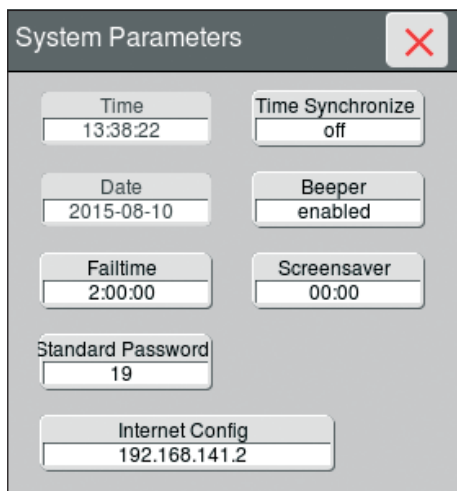 System Parameters
Time
13:38:22
Time Synchronize
off
Date
2015-08-10
Beeper
enabled
Failtime
2:00:00
Screensaver
00:00
Standard Password
19
Internet Config
192.168.141.2